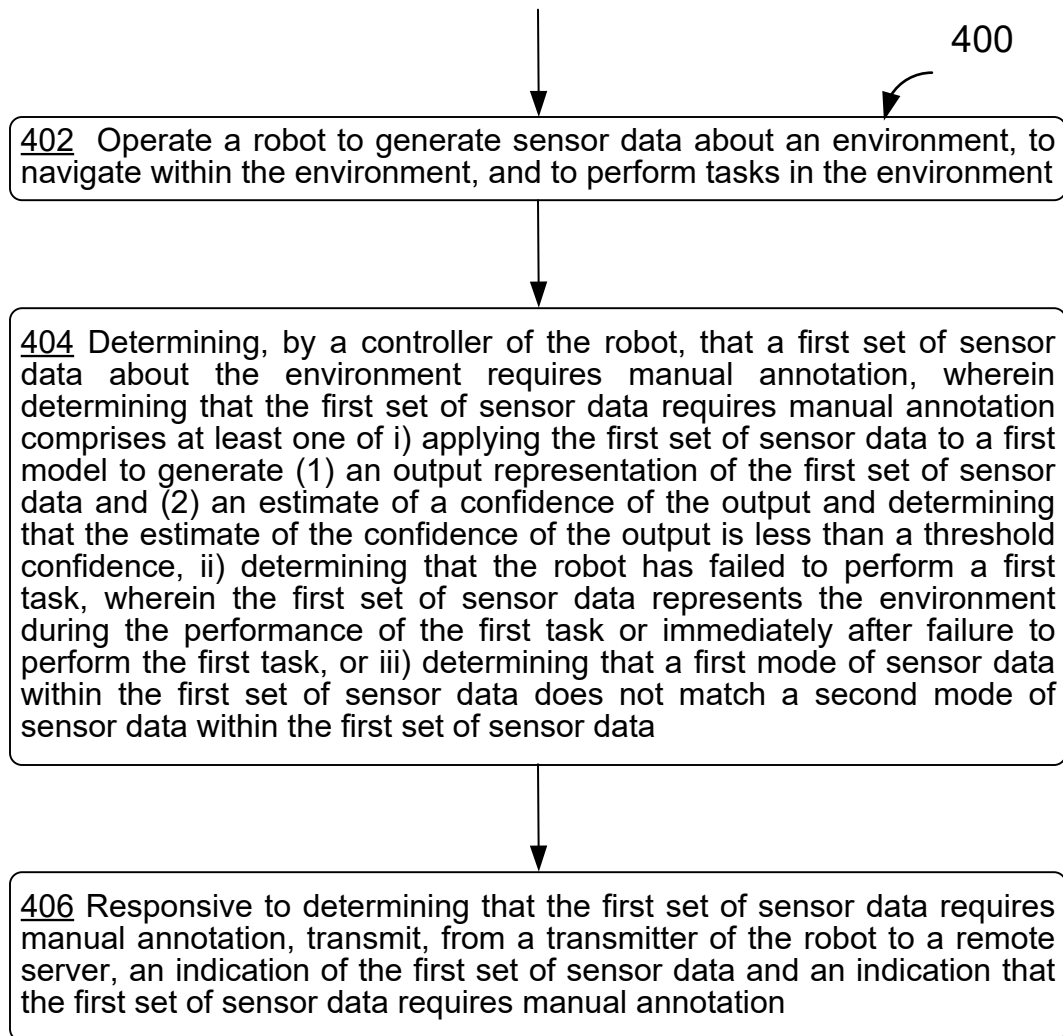 400
402 Operate a robot to generate sensor data about an environment, to
navigate within the environment, and to perform tasks in the environment
404 Determining, by a controller of the robot, that a first set of sensor
data about the environment requires manual annotation, wherein
determining that the first set of sensor data requires manual annotation
comprises at least one of i) applying the first set of sensor data to a first
model to generate (1) an output representation of the first set of sensor
data and (2) an estimate of a confidence of the output and determining
that the estimate of the confidence of the output is less than a threshold
confidence, ii) determining that the robot has failed to perform a first
task, wherein the first set of sensor data represents the environment
during the performance of the first task or immediately after failure to
perform the first task, or iii) determining that a first mode of sensor data
within the first set of sensor data does not match a second mode of
sensor data within the first set of sensor data
406 Responsive to determining that the first set of sensor data requires
manual annotation, transmit, from a transmitter of the robot to a remote
server, an indication of the first set of sensor data and an indication that
the first set of sensor data requires manual annotation